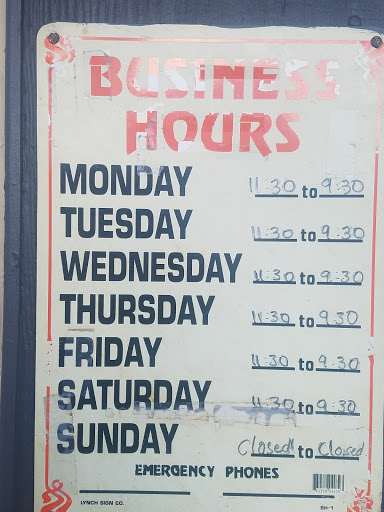 BUSINESS
HOURS
MONDAY 11:30 to 9:30
TUESDAY 11:30 to 9.30
WEDNESDAY 11:30 to 9:30
THURSDAY 11:30 to 9.30
FRIDAY 11:30 to 9:30
SATURDAY 11:30 to 9:30
SUNDAY Closed to Closed
EMERGENCY PHONES
LYNCH SIGN CO. BH-1